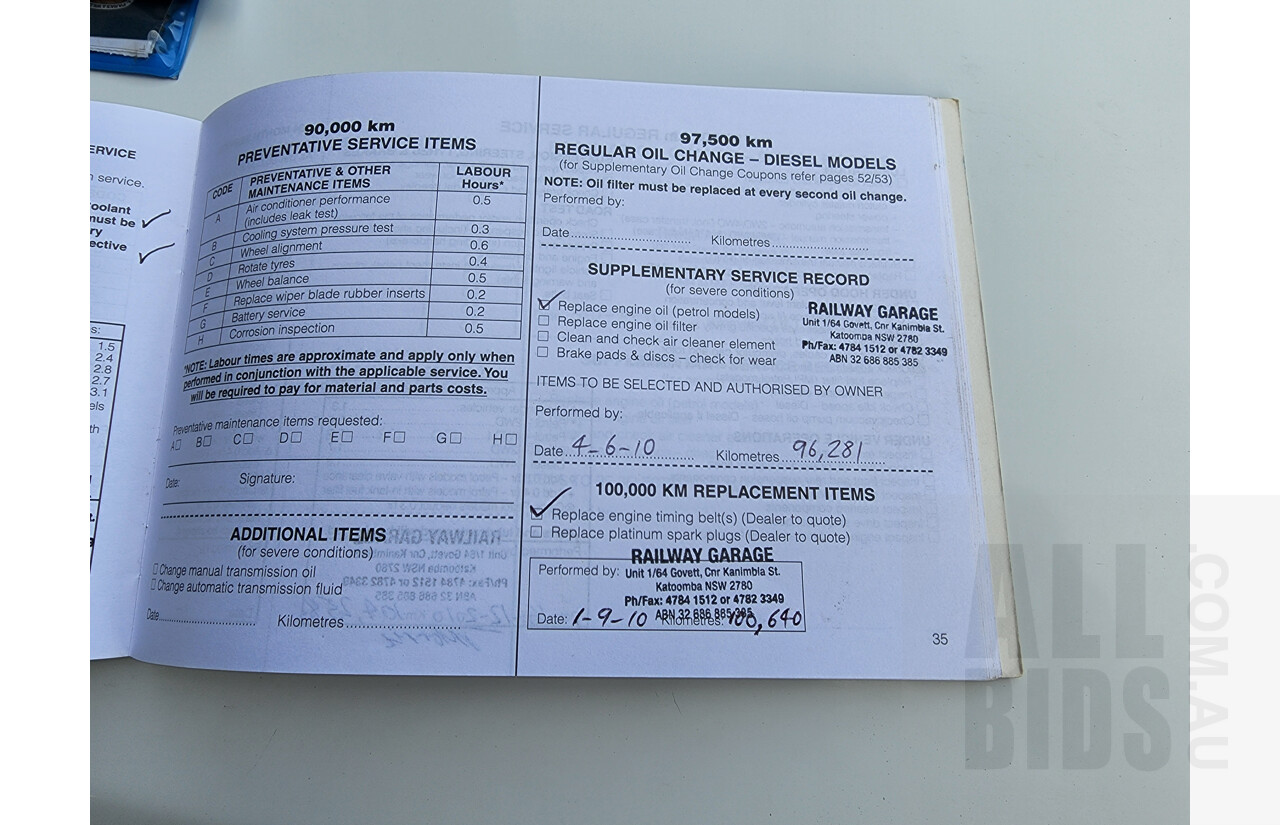 ERVICE
service.
oolant
must be
ry
ective
s:
1.5
2.4
2.8
2.7
3.1
els
th
90,000 km
PREVENTATIVE SERVICE ITEMS
CODE PREVENTATIVE & OTHER MAINTENANCE ITEMS LABOUR Hours*
A Air conditioner performance (includes leak test) 0.5
B Cooling system pressure test 0.3
C Wheel alignment 0.6
D Rotate tyres 0.4
E Wheel balance 0.5
F Replace wiper blade rubber inserts 0.2
G Battery service 0.2
H Corrosion inspection 0.5
*NOTE: Labour times are approximate and apply only when
performed in conjunction with the applicable service. You
will be required to pay for material and parts costs.
Preventative maintenance items requested:
A☐ B☐ C☐ D☐ E☐ F☐ G☐ H☐
Date: Signature:
ADDITIONAL ITEMS
(for severe conditions)
☐ Change manual transmission oil
☐ Change automatic transmission fluid
Date.................... Kilometres....................
97,500 km
REGULAR OIL CHANGE – DIESEL MODELS
(for Supplementary Oil Change Coupons refer pages 52/53)
NOTE: Oil filter must be replaced at every second oil change.
Performed by:
Date.................... Kilometres....................
SUPPLEMENTARY SERVICE RECORD
(for severe conditions)
☑ Replace engine oil (petrol models)
☐ Replace engine oil filter
☐ Clean and check air cleaner element
☐ Brake pads & discs – check for wear
RAILWAY GARAGE
Unit 1/64 Govett, Cnr Kanimbla St.
Katoomba NSW 2780
Ph/Fax: 4784 1512 or 4782 3349
ABN 32 686 885 385
ITEMS TO BE SELECTED AND AUTHORISED BY OWNER
Performed by:
Date 4-6-10 Kilometres 96,281
100,000 KM REPLACEMENT ITEMS
☑ Replace engine timing belt(s) (Dealer to quote)
☐ Replace platinum spark plugs (Dealer to quote)
RAILWAY GARAGE
Performed by: Unit 1/64 Govett, Cnr Kanimbla St.
Katoomba NSW 2780
Ph/Fax: 4784 1512 or 4782 3349
ABN 32 686 885 385
Date: 1-9-10 Kilometres: 100,640
35
ALL
BIDS
.COM.AU